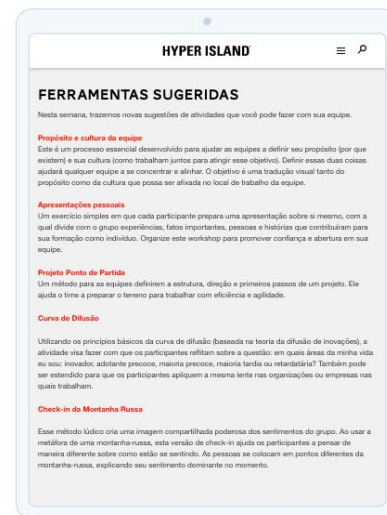 HYPER ISLAND
FERRAMENTAS SUGERIDAS
Nesta semana, trazemos novas sugestões de atividades que você pode fazer com sua equipe.
Propósito e cultura da equipe
Este é um processo essencial desenvolvido para ajudar as equipes a definir seu propósito (por que
existem) e sua cultura (como trabalham juntos para atingir esse objetivo). Definir essas duas coisas
ajudará qualquer equipe a se concentrar e alinhar. O objetivo é uma tradução visual tanto do
propósito como da cultura que possa ser afixada no local de trabalho da equipe.
Apresentações pessoais
Um exercício simples em que cada participante prepara uma apresentação sobre si mesmo, com a
qual divide com o grupo experiências, fatos importantes, pessoas e histórias que contribuíram para
sua formação como indivíduo. Organize este workshop para promover confiança e abertura em sua
equipe.
Projeto Ponto de Partida
Um método para as equipes definirem a estrutura, direção e primeiros passos de um projeto. Ele
ajuda o time a preparar o terreno para trabalhar com eficiência e agilidade.
Curva de Difusão
Utilizando os princípios básicos da curva de difusão (baseada na teoria da difusão de inovações), a
atividade visa fazer com que os participantes reflitam sobre a questão: em quais áreas da minha vida
eu sou: inovador, adotante precoce, maioria precoce, maioria tardia ou retardatária? Também pode
ser estendido para que os participantes apliquem a mesma lente nas organizações ou empresas nas
quais trabalham.
Check-in da Montanha Russa
Esse método lúdico cria uma imagem compartilhada poderosa dos sentimentos do grupo. Ao usar a
metáfora de uma montanha-russa, esta versão de check-in ajuda os participantes a pensar de
maneira diferente sobre como estão se sentindo. As pessoas se colocam em pontos diferentes da
montanha-russa, explicando seu sentimento dominante no momento.